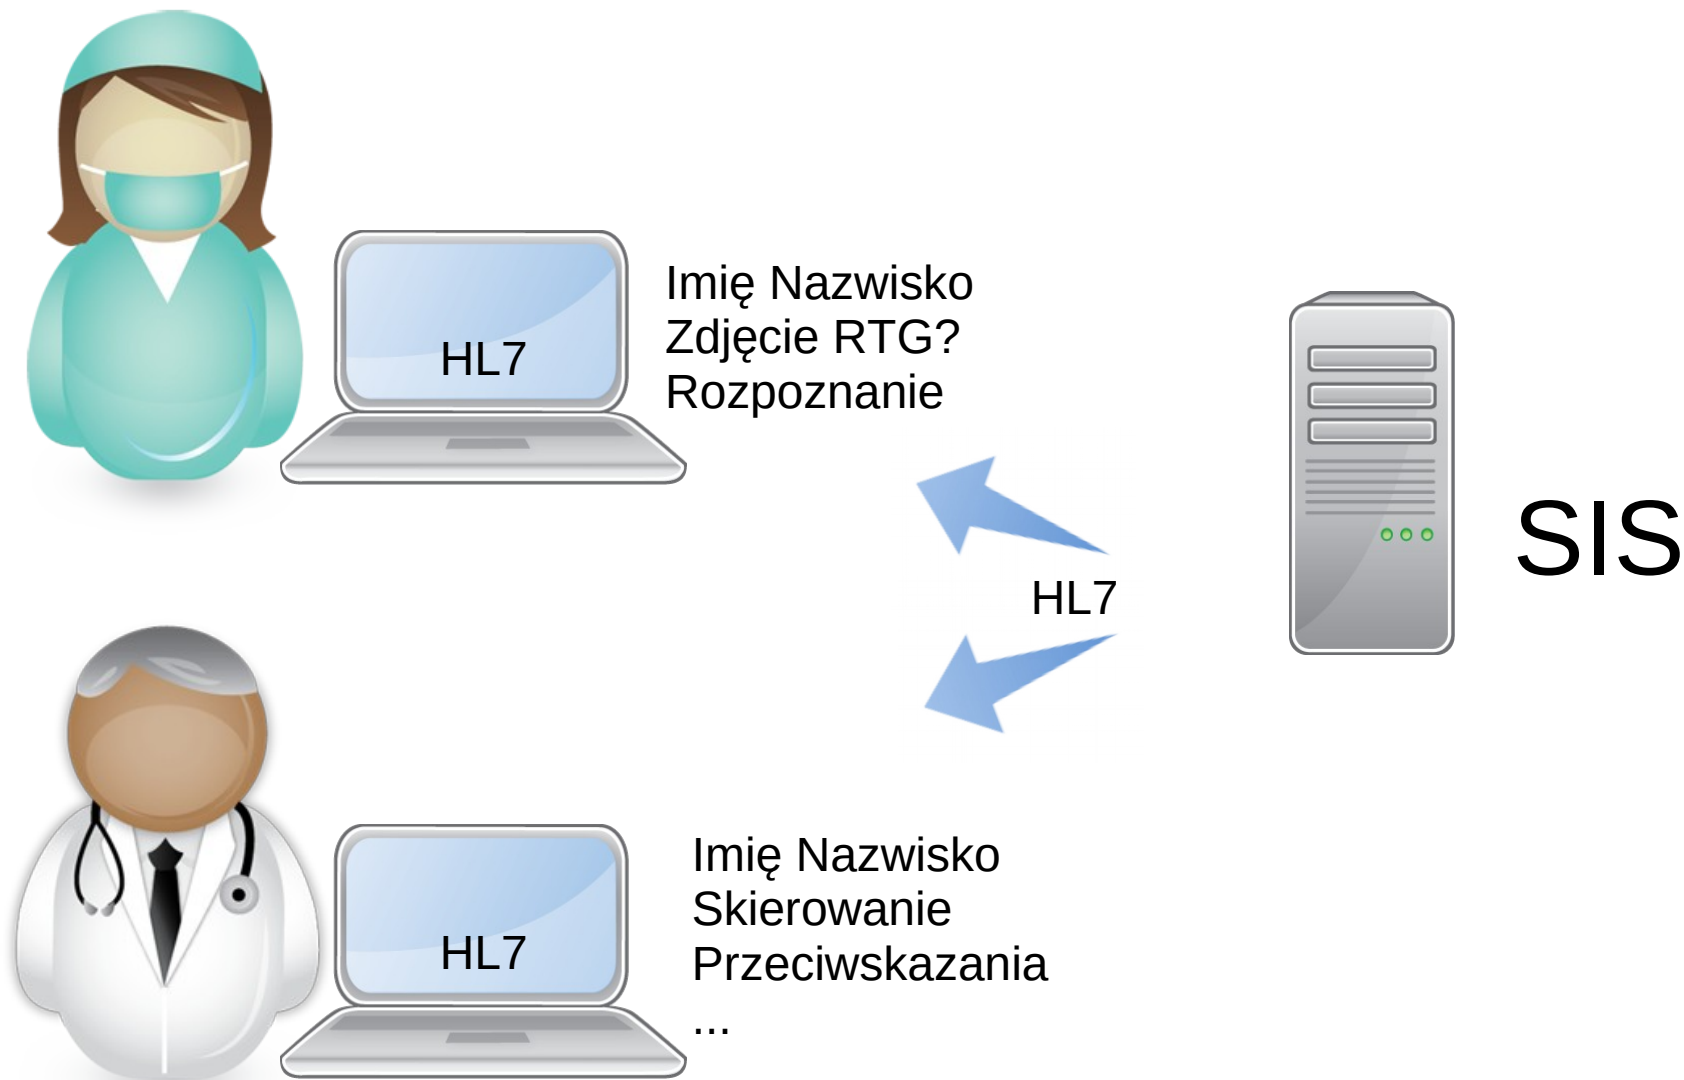 HL7
Imię Nazwisko
Zdjęcie RTG?
Rozpoznanie
SIS
HL7
HL7
Imię Nazwisko
Skierowanie
Przeciwskazania
...